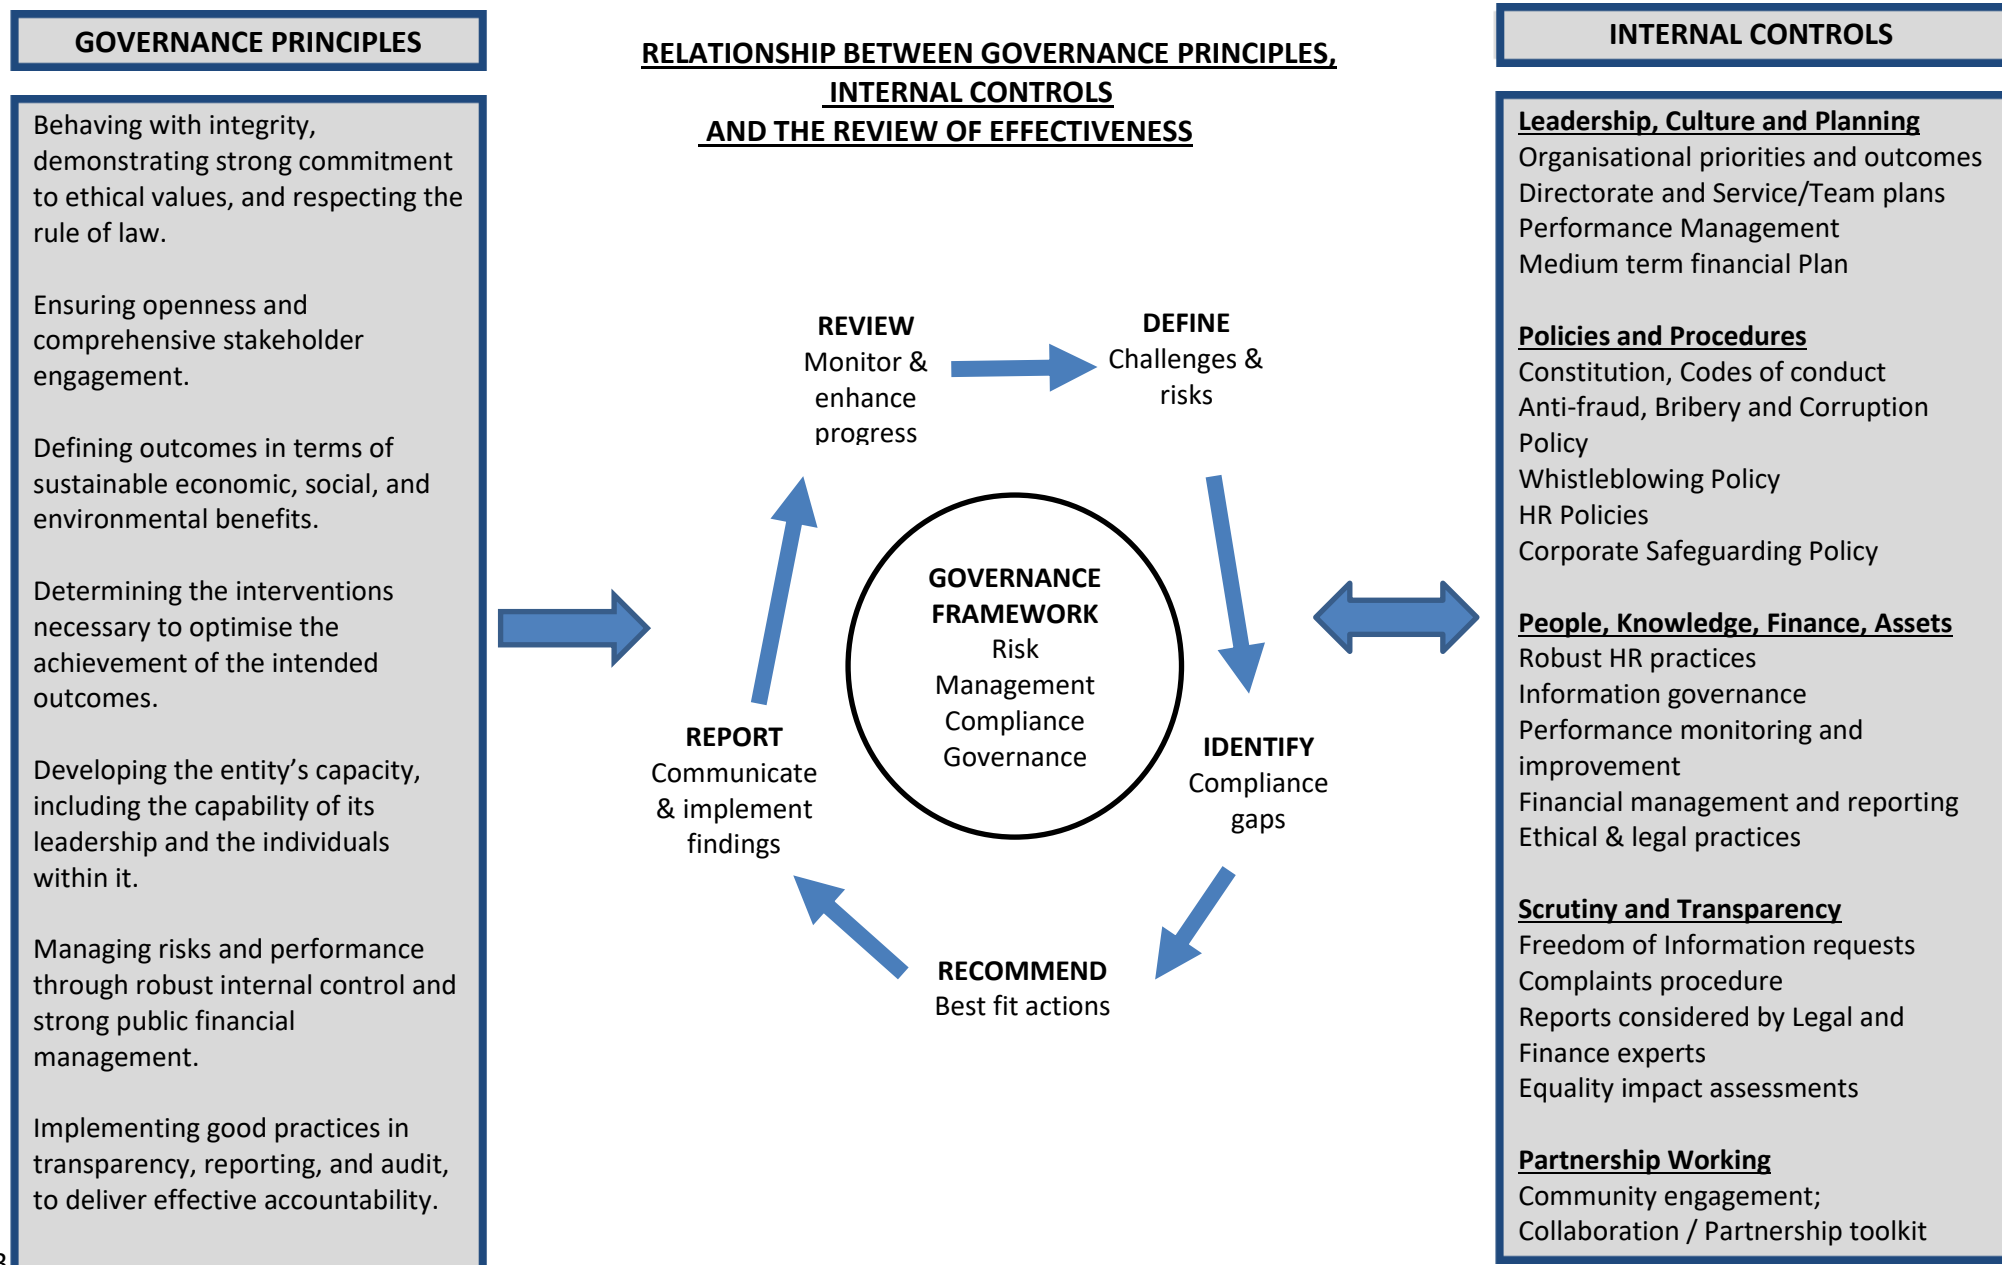 GOVERNANCE PRINCIPLES
Behaving with integrity,
demonstrating strong commitment
to ethical values, and respecting the
rule of law.
Ensuring openness and
comprehensive stakeholder
engagement.
Defining outcomes in terms of
sustainable economic, social, and
environmental benefits.
Determining the interventions
necessary to optimise the
achievement of the intended
outcomes.
Developing the entity’s capacity,
including the capability of its
leadership and the individuals
within it.
Managing risks and performance
through robust internal control and
strong public financial
management.
Implementing good practices in
transparency, reporting, and audit,
to deliver effective accountability.
RELATIONSHIP BETWEEN GOVERNANCE PRINCIPLES,
INTERNAL CONTROLS
AND THE REVIEW OF EFFECTIVENESS
REVIEW
Monitor &
enhance
progress
DEFINE
Challenges &
risks
GOVERNANCE
FRAMEWORK
Risk
Management
Compliance
Governance
IDENTIFY
Compliance
gaps
RECOMMEND
Best fit actions
REPORT
Communicate
& implement
findings
INTERNAL CONTROLS
Leadership, Culture and Planning
Organisational priorities and outcomes
Directorate and Service/Team plans
Performance Management
Medium term financial Plan
Policies and Procedures
Constitution, Codes of conduct
Anti-fraud, Bribery and Corruption
Policy
Whistleblowing Policy
HR Policies
Corporate Safeguarding Policy
People, Knowledge, Finance, Assets
Robust HR practices
Information governance
Performance monitoring and
improvement
Financial management and reporting
Ethical & legal practices
Scrutiny and Transparency
Freedom of Information requests
Complaints procedure
Reports considered by Legal and
Finance experts
Equality impact assessments
Partnership Working
Community engagement;
Collaboration / Partnership toolkit